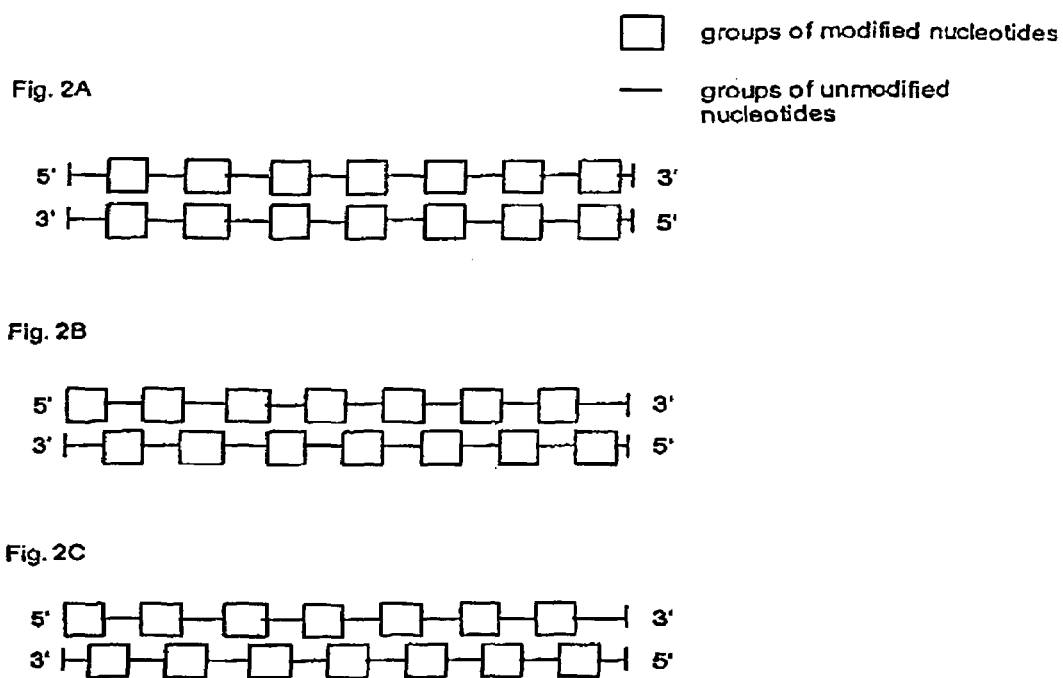 groups of modified nucleotides
Fig. 2A
groups of unmodified
nucleotides
5' 3'
3' 5'
Fig. 2B
5' 3'
3' 5'
Fig. 2C
5' 3'
3' 5'